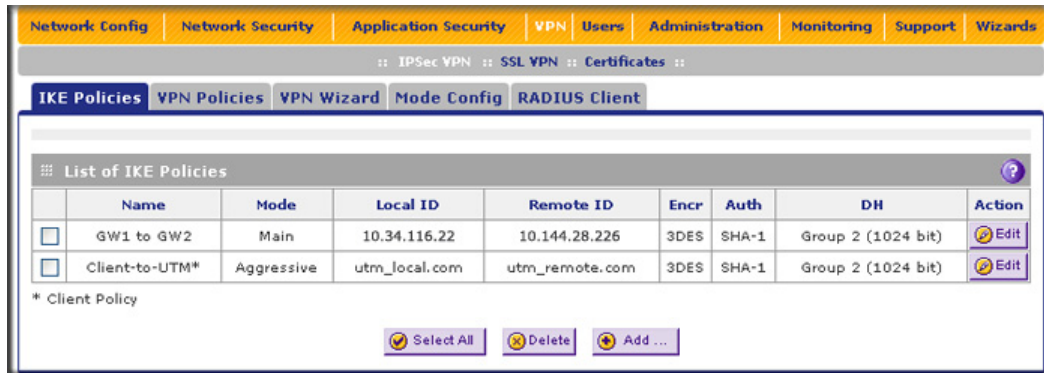 Network Config Network Security Application Security VPN Users Administration Monitoring Support Wizards
:: IPSec VPN :: SSL VPN :: Certificates ::
IKE Policies VPN Policies VPN Wizard Mode Config RADIUS Client
List of IKE Policies ?
Name Mode Local ID Remote ID Encr Auth DH Action
GW1 to GW2 Main 10.34.116.22 10.144.28.226 3DES SHA-1 Group 2 (1024 bit) Edit
Client-to-UTM* Aggressive utm_local.com utm_remote.com 3DES SHA-1 Group 2 (1024 bit) Edit
* Client Policy
Select All Delete Add ...